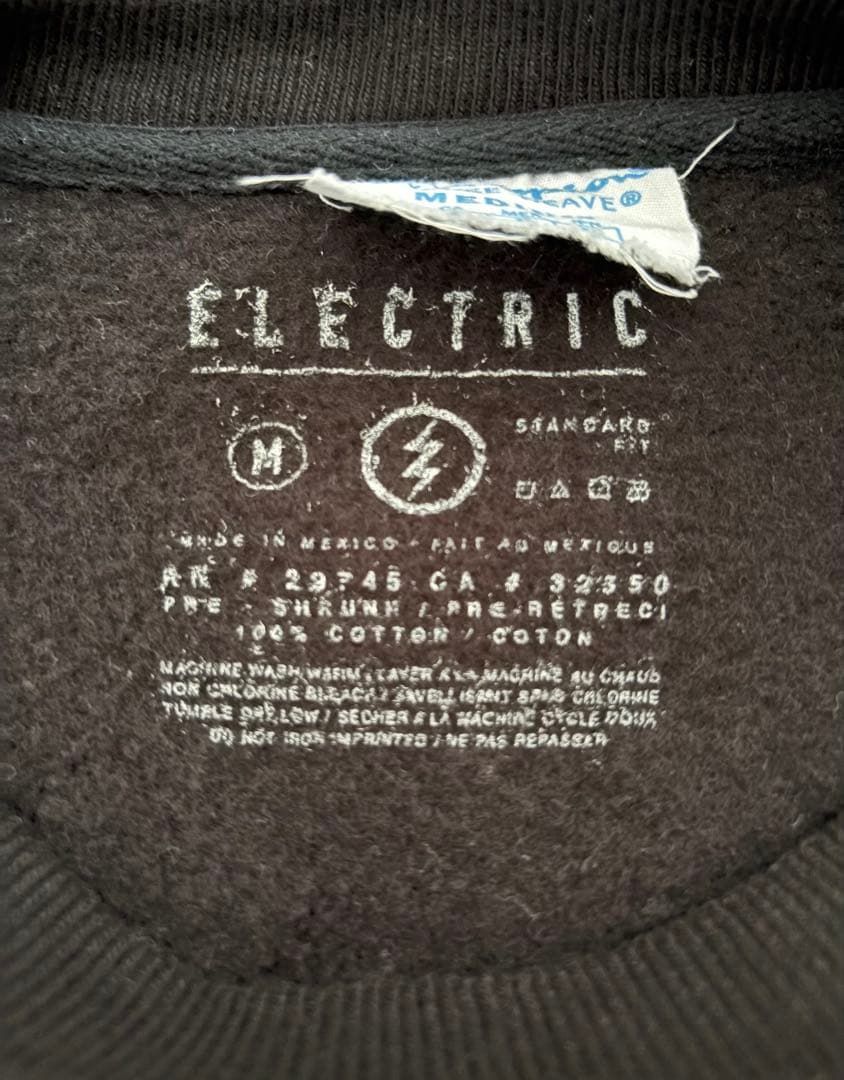 MED AVE®
ELECTRIC
M
STANDARD
FIT
MADE IN MEXICO - FAIT AU MEXIQUE
RN # 29745 CA # 32350
PRE - SHRUNK / PRE-RETRECI
100% COTTON / COTON
MACHINE WASH WARM / LAVER A LA MACHINE AU CHAUD
NON CHLORINE BLEACH / JAVELLISANT SANS CHLORINE
TUMBLE DRY LOW / SECHER A LA MACHINE CYCLE DOUX
DO NOT IRON IMPRINTED / NE PAS REPASSER